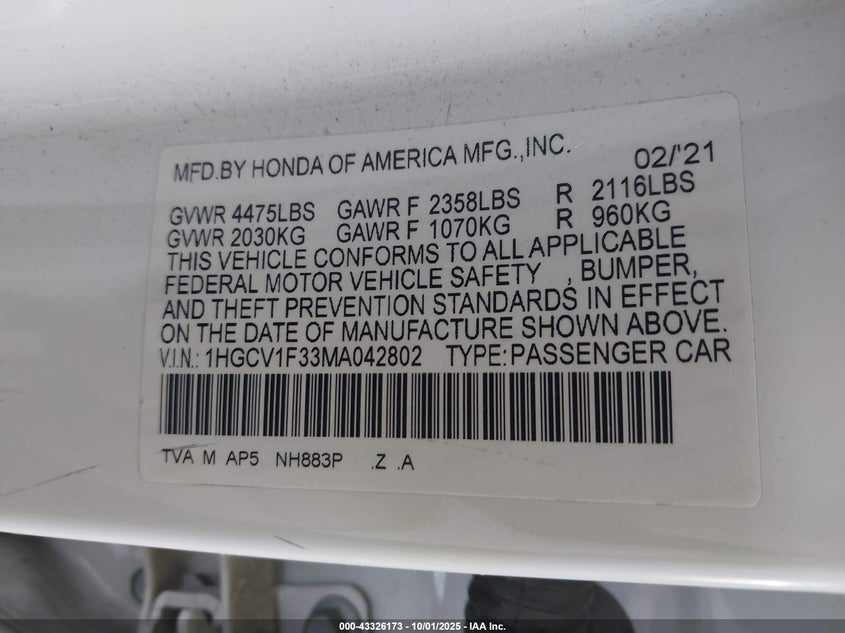 MFD.BY HONDA OF AMERICA MFG.,INC. 02/'21
GVWR 4475LBS GAWR F 2358LBS R 2116LBS
GVWR 2030KG GAWR F 1070KG R 960KG
THIS VEHICLE CONFORMS TO ALL APPLICABLE
FEDERAL MOTOR VEHICLE SAFETY , BUMPER,
AND THEFT PREVENTION STANDARDS IN EFFECT
ON THE DATE OF MANUFACTURE SHOWN ABOVE.
V.I.N.: 1HGCV1F33MA042802 TYPE:PASSENGER CAR
TVA M AP5 NH883P .Z .A
000-43326173 - 10/01/2025 - IAA Inc.